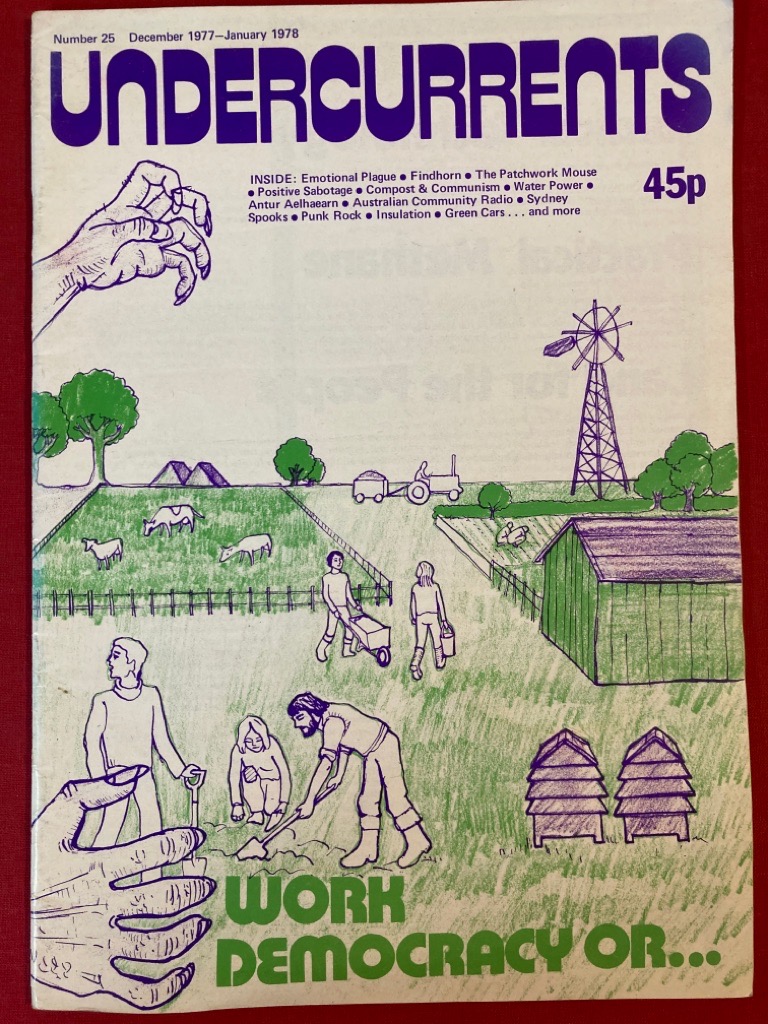 Number 25 December 1977—January 1978
UNDERCURRENTS
INSIDE: Emotional Plague ● Findhorn ● The Patchwork Mouse
● Positive Sabotage ● Compost & Communism ● Water Power ●
Antur Aelhaearn ● Australian Community Radio ● Sydney
Spooks ● Punk Rock ● Insulation ● Green Cars . . . and more
45p
WORK
DEMOCRACY OR...